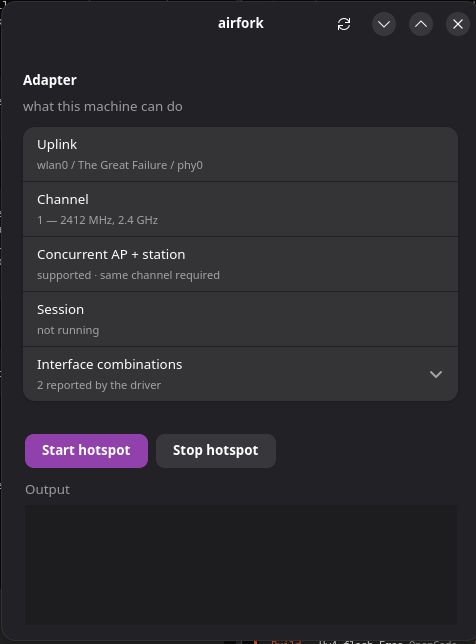 airfork
Adapter
what this machine can do
Uplink
wlan0 / The Great Failure / phy0
Channel
1 — 2412 MHz, 2.4 GHz
Concurrent AP + station
supported · same channel required
Session
not running
Interface combinations
2 reported by the driver
Start hotspot
Stop hotspot
Output